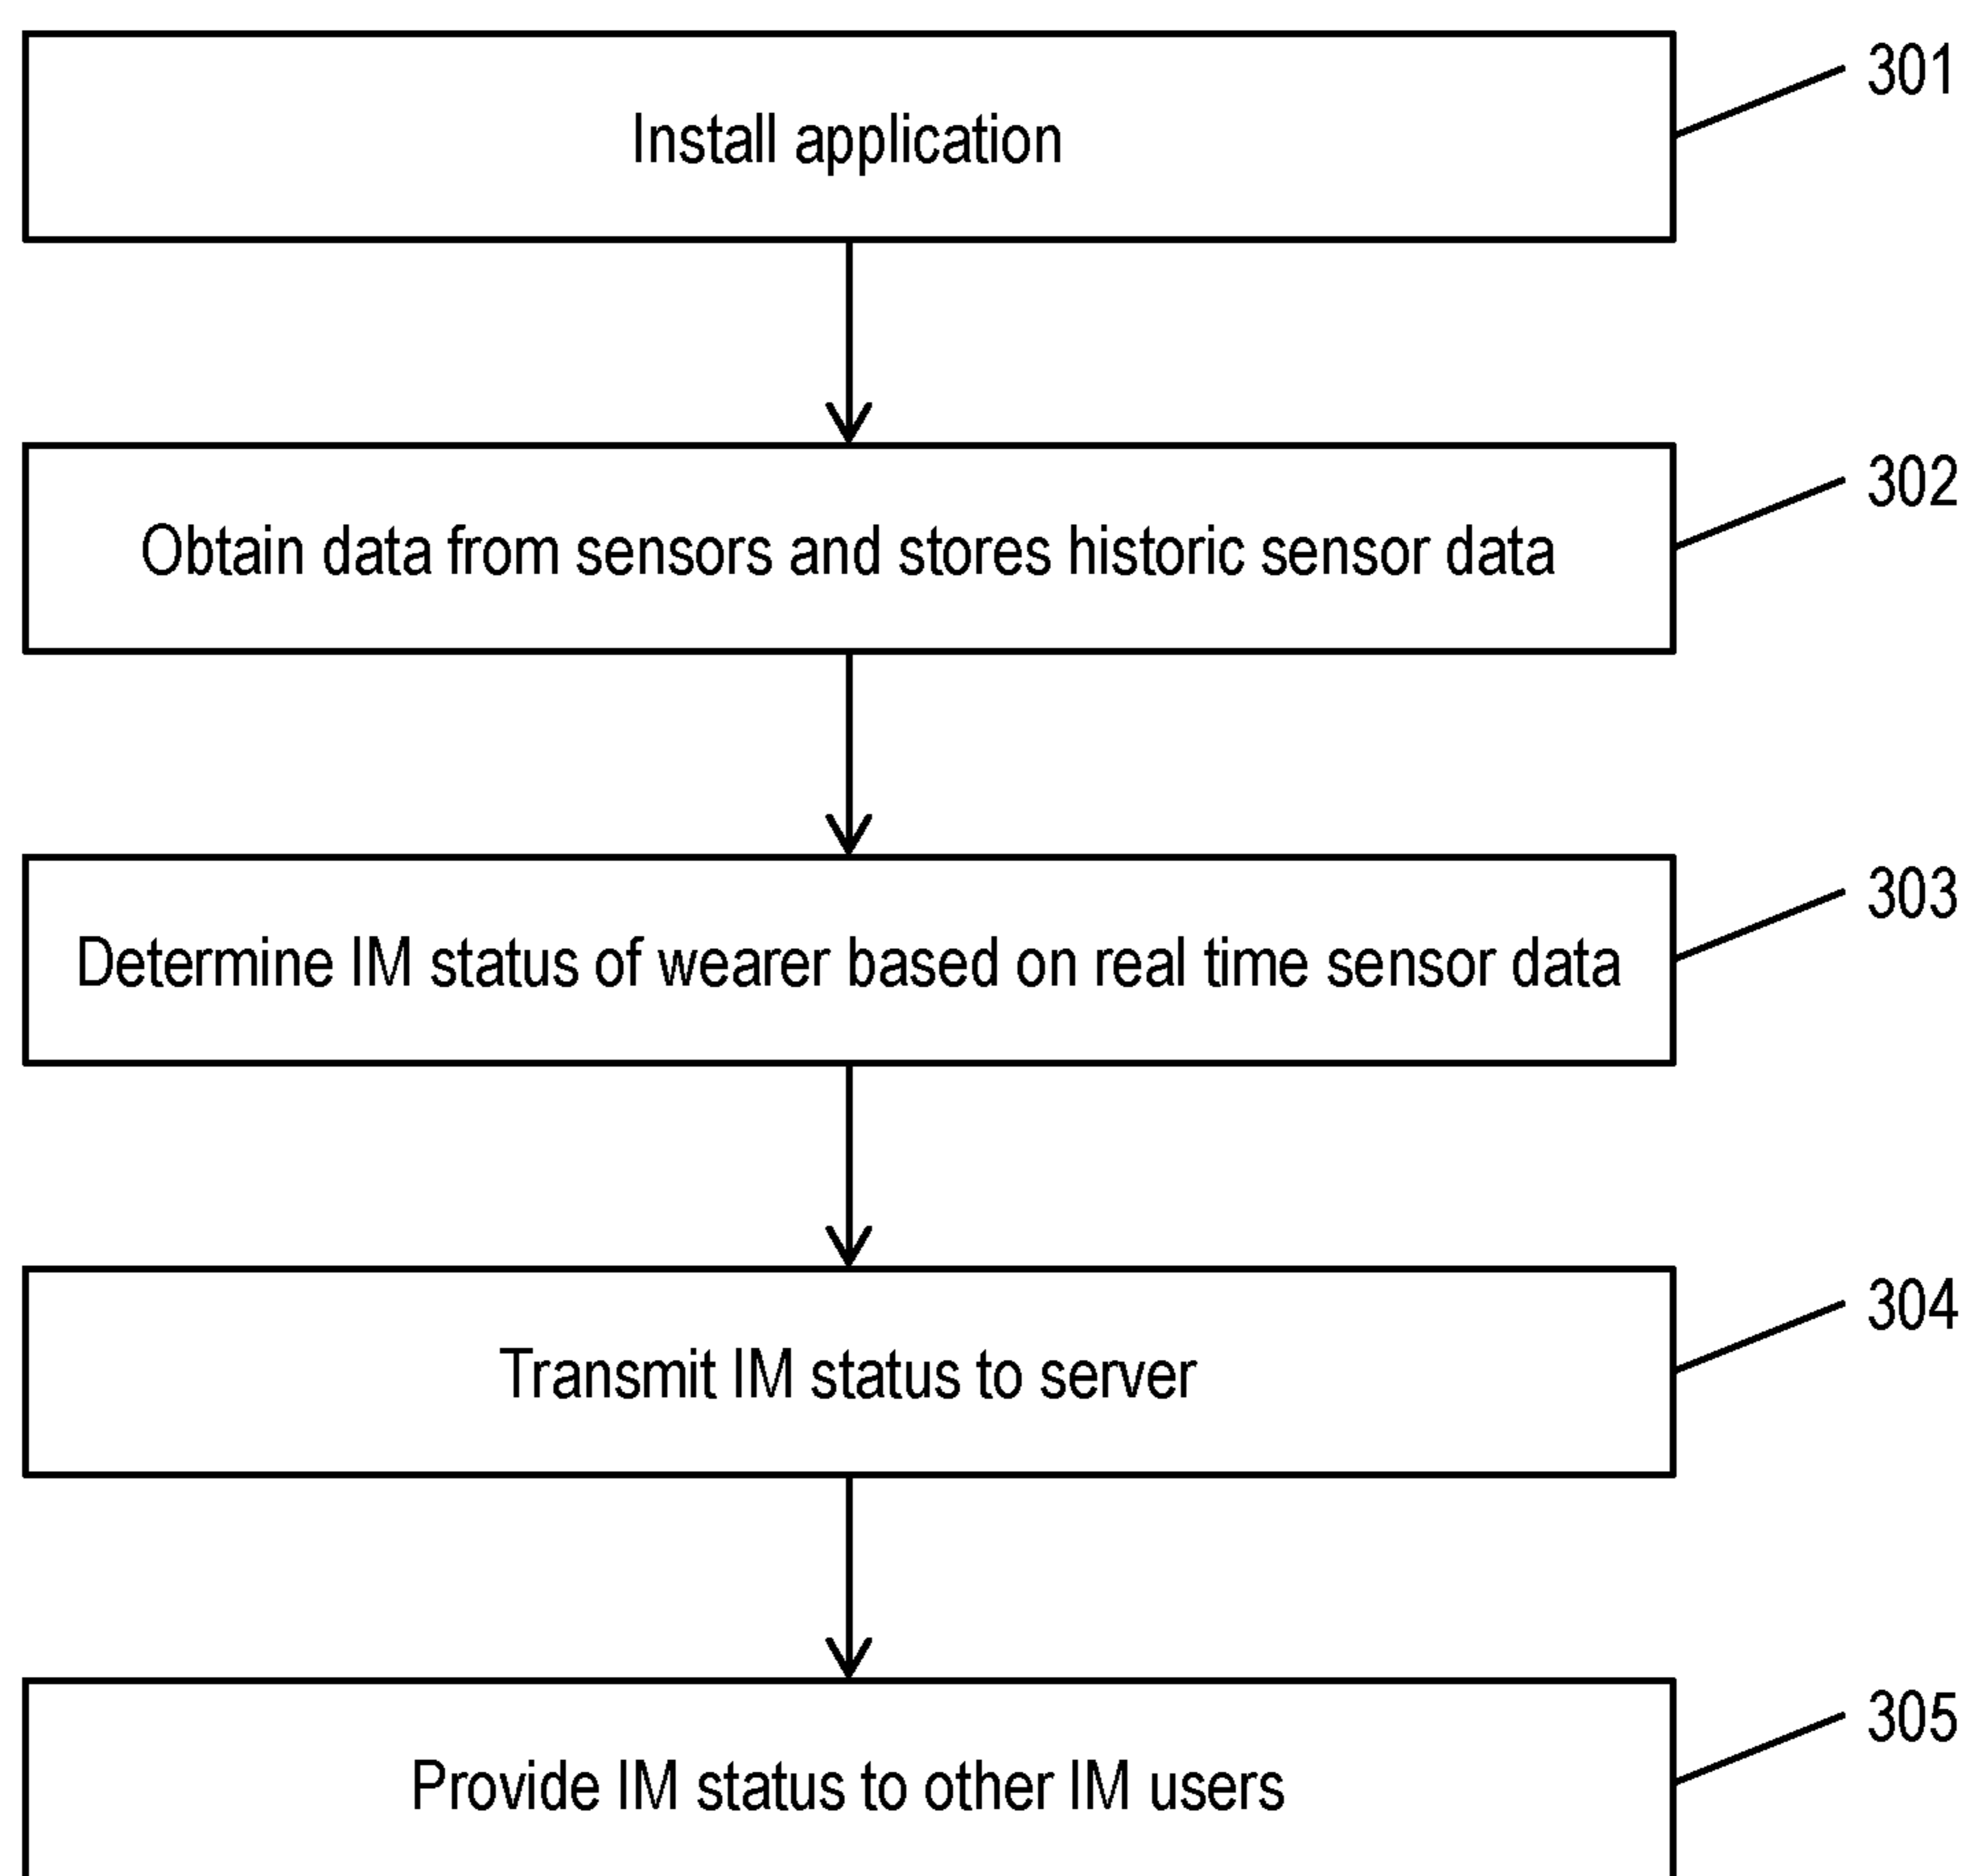 301
Install application
302
Obtain data from sensors and stores historic sensor data
303
Determine IM status of wearer based on real time sensor data
304
Transmit IM status to server
305
Provide IM status to other IM users